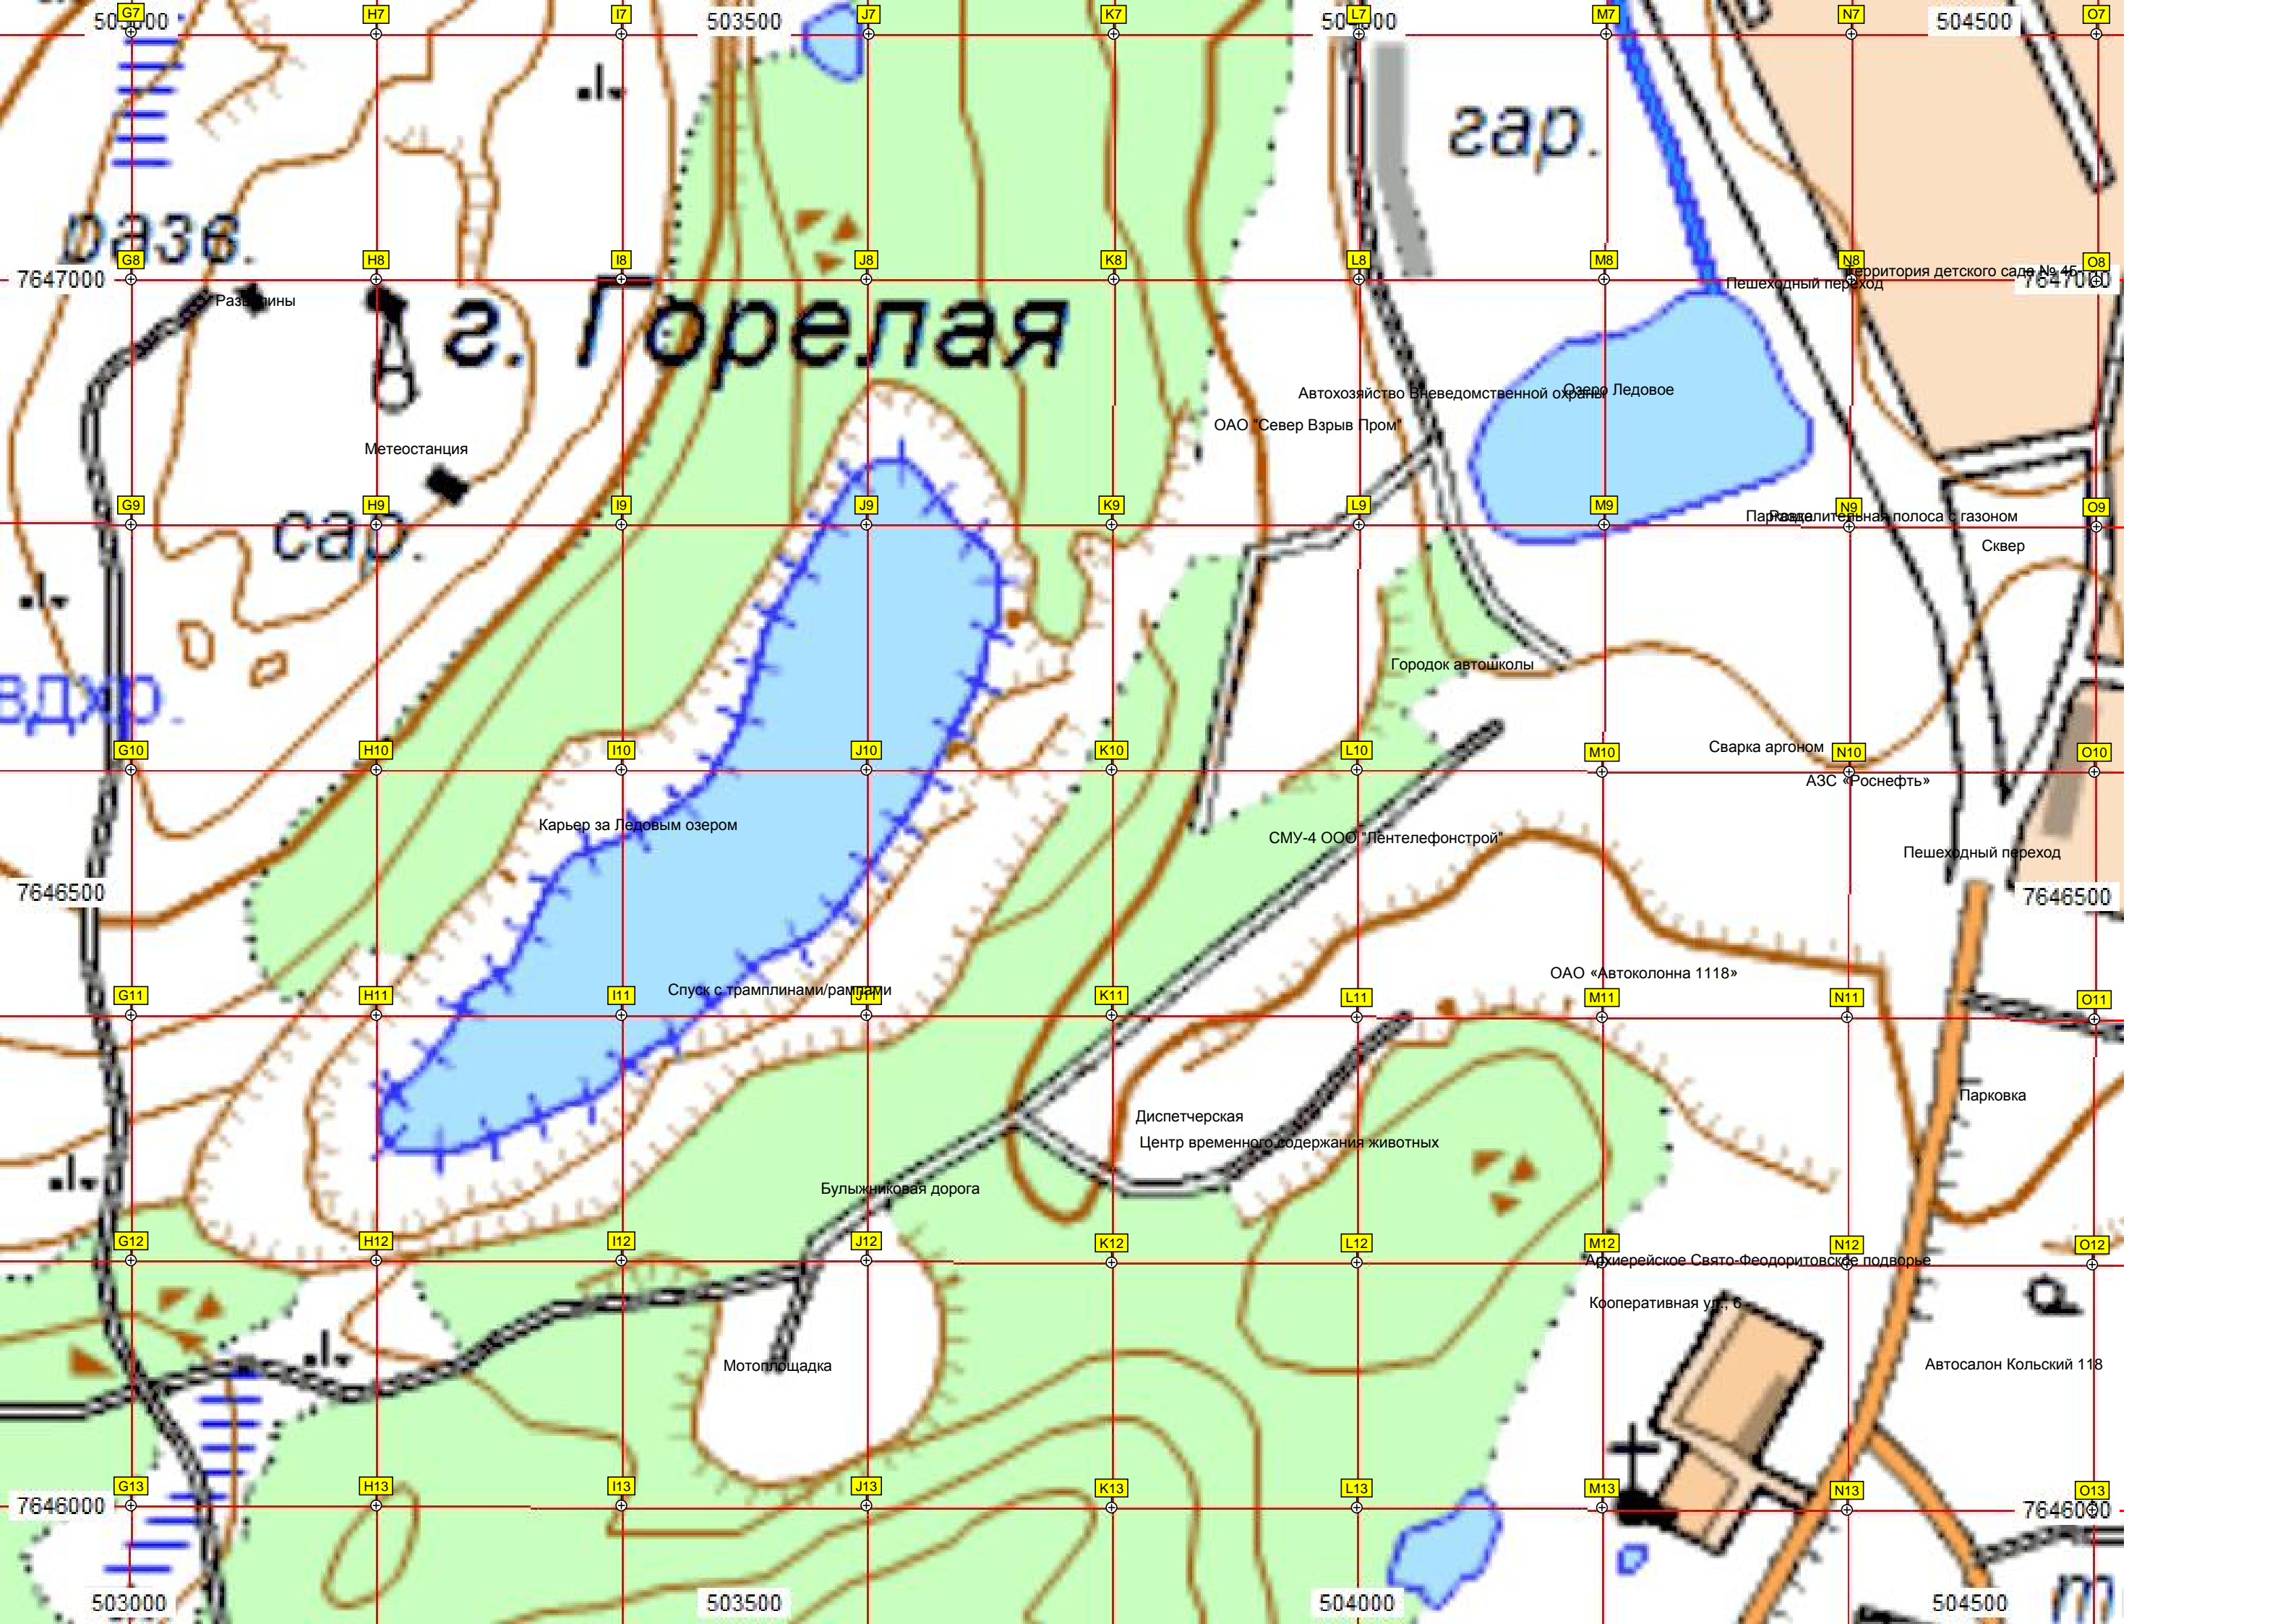 503000
G7
H7
I7
503500
J7
K7
504000
L7
M7
N7
504500
O7
гар.
разв.
7647000
G8
H8
I8
J8
K8
L8
M8
N8
O8
Территория детского сада № 45
7647000
Пешеходный переход
Развалины
г. Горелая
Автохозяйство Вневедомственной охраны
Озеро Ледовое
ОАО "Север Взрыв Пром"
Метеостанция
G9
H9
I9
J9
K9
L9
M9
N9
O9
Парковка
Разделительная полоса с газоном
сар.
Сквер
Городок автошколы
вдхр.
G10
H10
I10
J10
K10
L10
M10
Сварка аргоном
N10
O10
АЗС «Роснефть»
Карьер за Ледовым озером
СМУ-4 ООО "Лентелефонстрой"
Пешеходный переход
7646500
7646500
ОАО «Автоколонна 1118»
Спуск с трамплинами/рампами
G11
H11
I11
J11
K11
L11
M11
N11
O11
Парковка
Диспетчерская
Центр временного содержания животных
Булыжниковая дорога
G12
H12
I12
J12
K12
L12
M12
N12
O12
Архиерейское Свято-Феодоритовское подворье
Кооперативная ул., 6
Мотоплощадка
Автосалон Кольский 118
G13
H13
I13
J13
K13
L13
M13
N13
O13
7646000
7646000
503000
503500
504000
504500